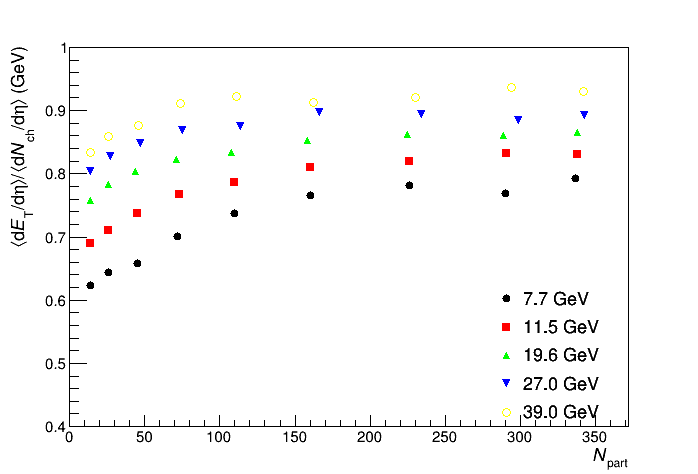 ⟨dE_T/dη⟩/⟨dN_ch/dη⟩ (GeV)
1
0.9
0.8
0.7
0.6
0.5
0.4
7.7 GeV
11.5 GeV
19.6 GeV
27.0 GeV
39.0 GeV
0 50 100 150 200 250 300 350
N_part